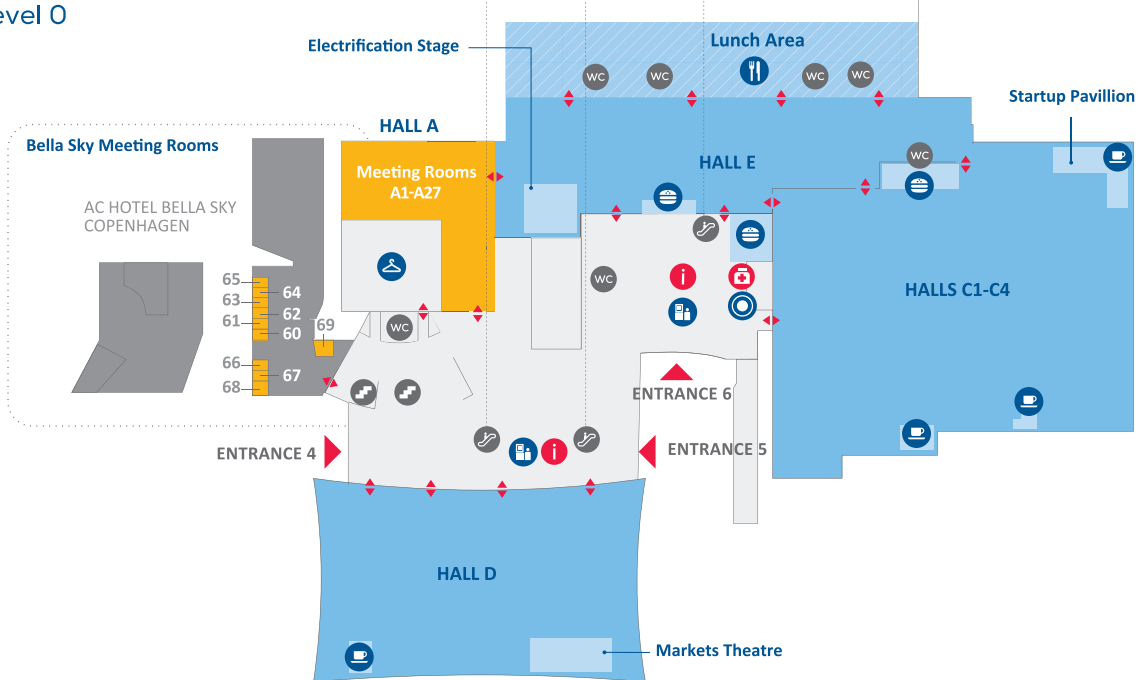 evel 0
Electrification Stage
Lunch Area
WC
WC
WC
WC
Startup Pavillion
HALL A
Bella Sky Meeting Rooms
Meeting Rooms
A1-A27
HALL E
WC
AC HOTEL BELLA SKY
COPENHAGEN
WC
i
HALLS C1-C4
65
64
63
62
61
60
69
WC
66
67
68
ENTRANCE 6
ENTRANCE 4
i
ENTRANCE 5
HALL D
Markets Theatre